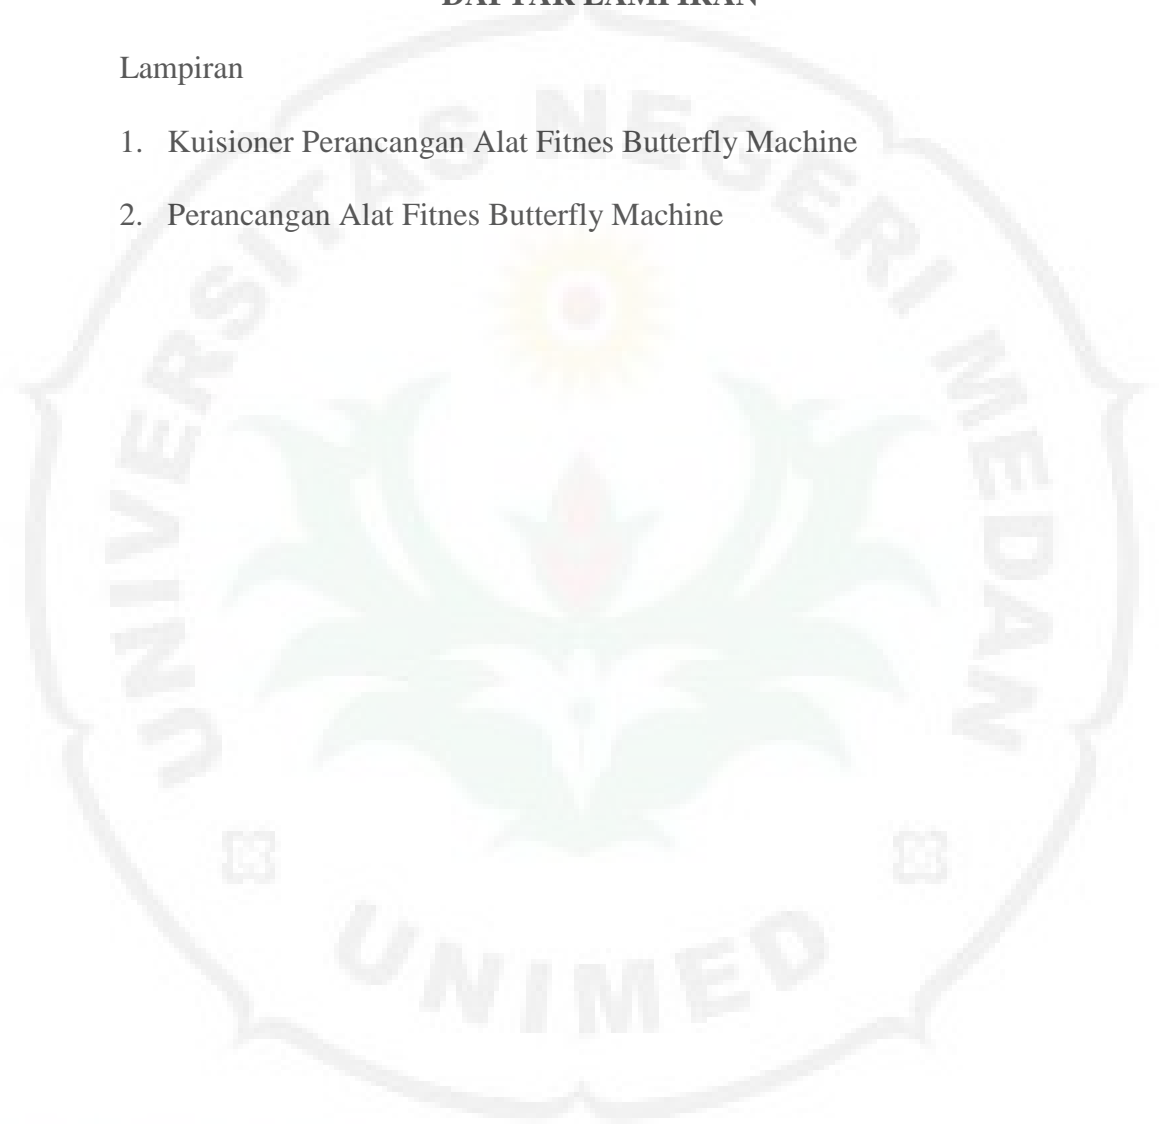 DAFTAR LAMPIRAN
Lampiran
1. Kuisioner Perancangan Alat Fitnes Butterfly Machine
2. Perancangan Alat Fitnes Butterfly Machine
UNIVERSITAS NEGERI MEDAN
UNIMED